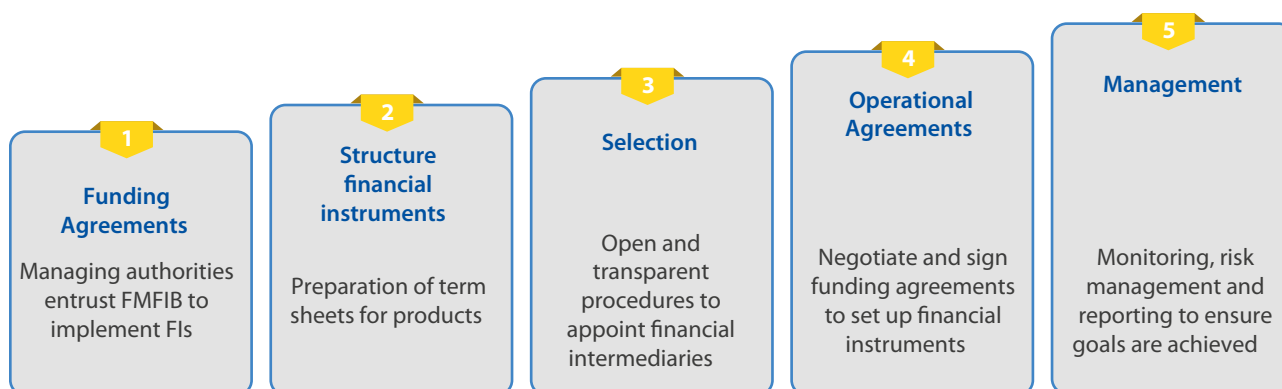 1
Funding
Agreements
Managing authorities
entrust FMFIB to
implement FIs
2
Structure
financial
instruments
Preparation of term
sheets for products
3
Selection
Open and
transparent
procedures to
appoint financial
intermediaries
4
Operational
Agreements
Negotiate and sign
funding agreements
to set up financial
instruments
5
Management
Monitoring, risk
management and
reporting to ensure
goals are achieved